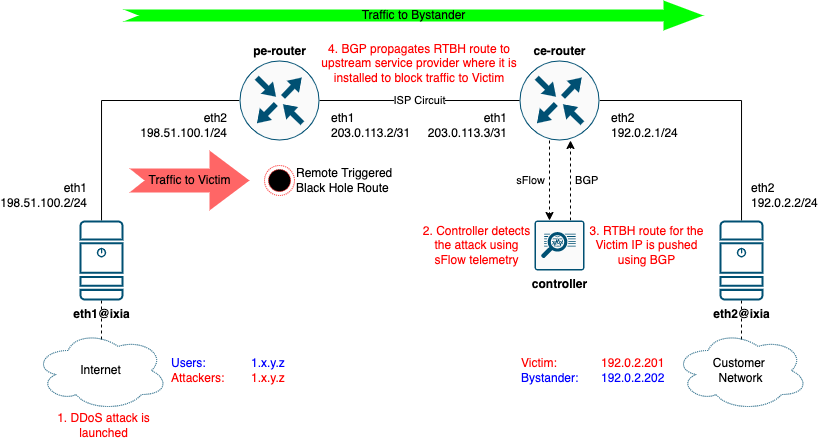 Traffic to Bystander
pe-router
4. BGP propagates RTBH route to
upstream service provider where it is
installed to block traffic to Victim
ce-router
ISP Circuit
eth2
198.51.100.1/24
eth1
203.0.113.2/31
eth1
203.0.113.3/31
eth2
192.0.2.1/24
Traffic to Victim
Remote Triggered
Black Hole Route
sFlow
BGP
eth1
198.51.100.2/24
eth2
192.0.2.2/24
2. Controller detects
the attack using
sFlow telemetry
3. RTBH route for the
Victim IP is pushed
using BGP
controller
eth1@ixia
eth2@ixia
Internet
Users: 1.x.y.z
Attackers: 1.x.y.z
Victim: 192.0.2.201
Bystander: 192.0.2.202
Customer
Network
1. DDoS attack is
launched